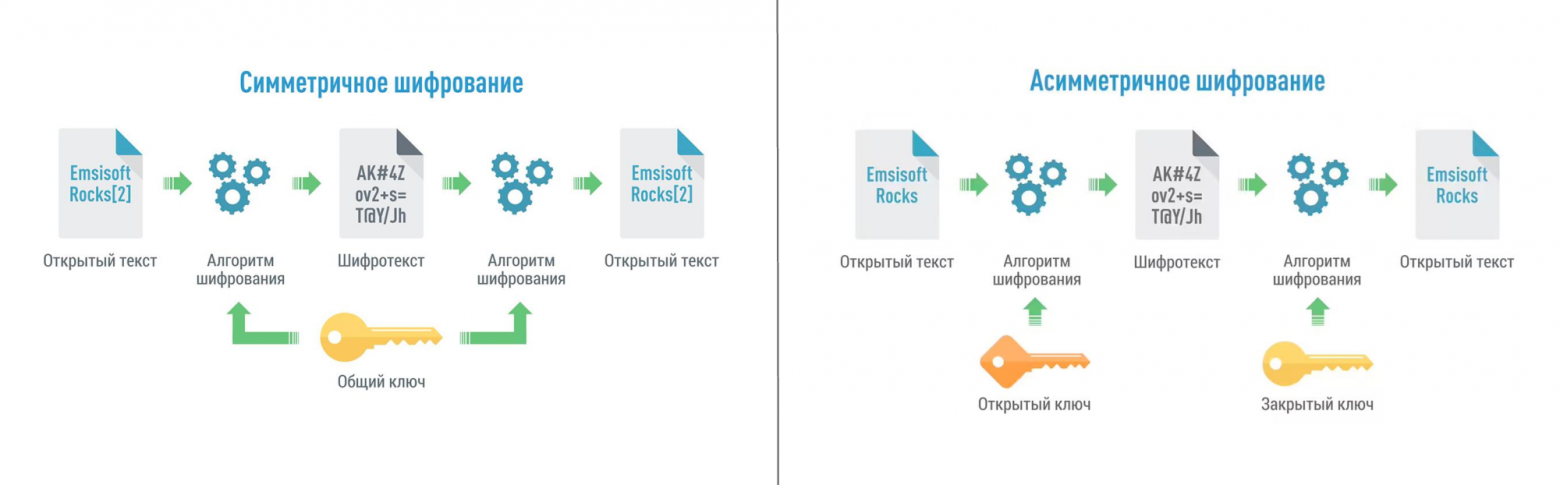 Симметричное шифрование
Emsisoft
Rocks[2]
AK#4Z
ov2+s=
T@Y/Jh
Emsisoft
Rocks[2]
Открытый текст
Алгоритм
шифрования
Шифротекст
Алгоритм
шифрования
Открытый текст
Общий ключ
Асимметричное шифрование
Emsisoft
Rocks
AK#4Z
ov2+s=
T@Y/Jh
Emsisoft
Rocks
Открытый текст
Алгоритм
шифрования
Шифротекст
Алгоритм
шифрования
Открытый текст
Открытый ключ
Закрытый ключ